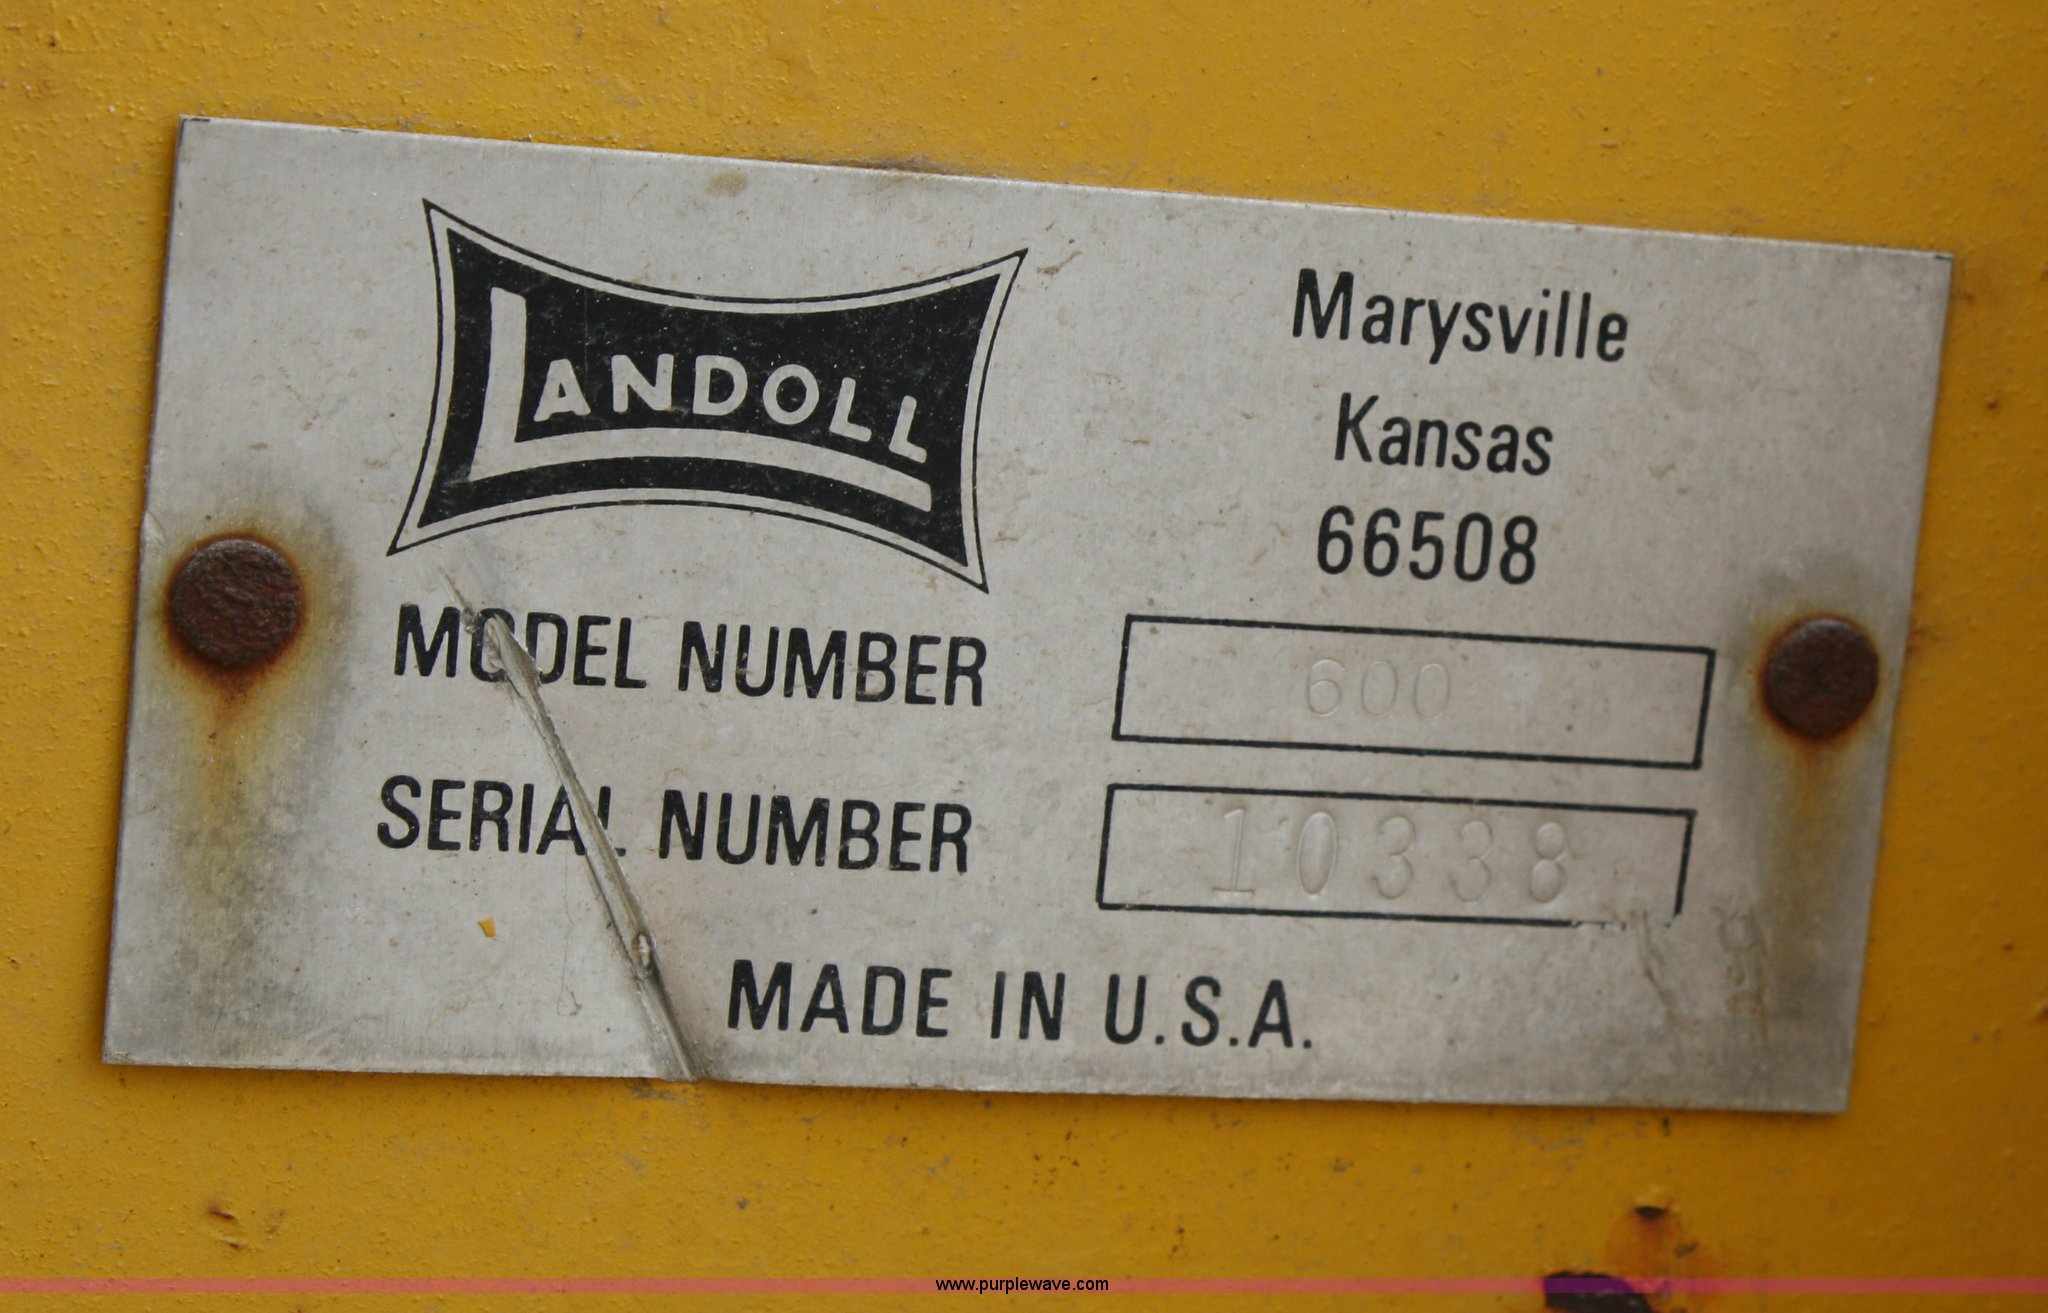 LANDOLL
Marysville
Kansas
66508
MODEL NUMBER 600
SERIAL NUMBER 10338
MADE IN U.S.A.
www.purplewave.com